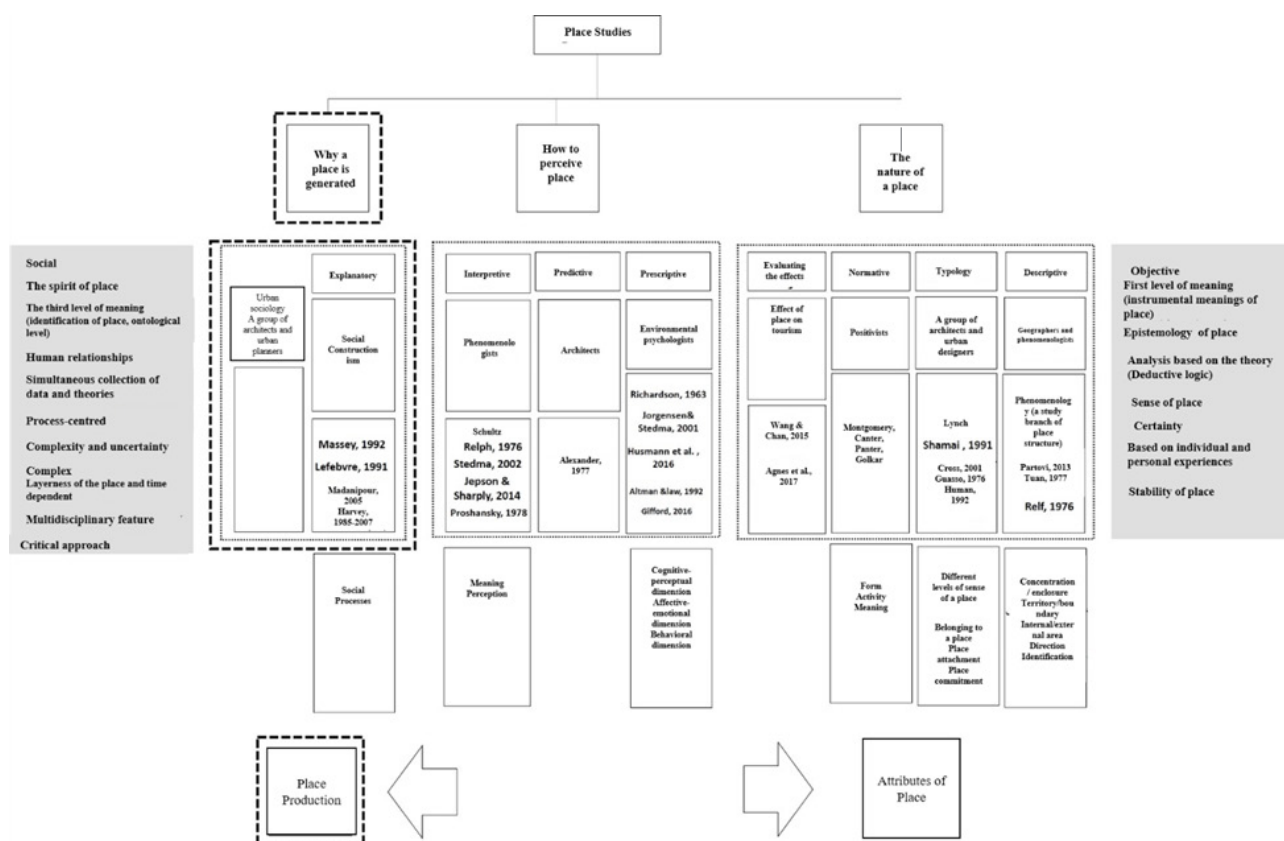 Place Studies
Why a
place is
generated
How to
perceive
place
The
nature of
a place
Social
The spirit of place
The third level of meaning
(identification of place, ontological
level)
Human relationships
Simultaneous collection of
data and theories
Process-centred
Complexity and uncertainty
Complex
Layerness of the place and time
dependent
Multidisciplinary feature
Critical approach
Urban
sociology
A group of
architects and
urban
planners
Explanatory
Social
Construction
ism
Massey, 1992
Lefebvre, 1991
Madanipour,
2005
Harvey,
1985-2007
Social
Processes
Interpretive
Phenomenolo
gists
Schultz
Relph, 1976
Stedma, 2002
Jepson &
Sharply, 2014
Proshansky, 1978
Meaning
Perception
Predictive
Architects
Alexander,
1977
Prescriptive
Environmental
psychologists
Richardson, 1963
Jorgensen&
Stedma, 2001
Husmann et al. ,
2016
Altman &law, 1992
Gifford, 2016
Cognitive-
perceptual
dimension
Affective-
emotional
dimension
Behavioral
dimension
Evaluating
the effects
Effect of
place on
tourism
Wang &
Chan, 2015
Agnes et al.,
2017
Normative
Positivists
Montgomery,
Canter,
Panter,
Golkar
Form
Activity
Meaning
Typology
A group of
architects and
urban
designers
Lynch
Shamai , 1991
Cross, 2001
Guasso, 1976
Human,
1992
Different
levels of sense
of a place
Belonging to
a place
Place
attachment
Place
commitment
Descriptive
Geographers and
phenomenologists
Phenomenolog
y (a study
branch of
place
structure)
Partovi, 2013
Tuan, 1977
Relf, 1976
Concentration
/ enclosure
Territory/bou
ndary
Internal/exter
nal area
Direction
Identification
Objective
First level of meaning
(instrumental meanings of
place)
Epistemology of place
Analysis based on the theory
(Deductive logic)
Sense of place
Certainty
Based on individual and
personal experiences
Stability of place
Place
Production
Attributes of
Place